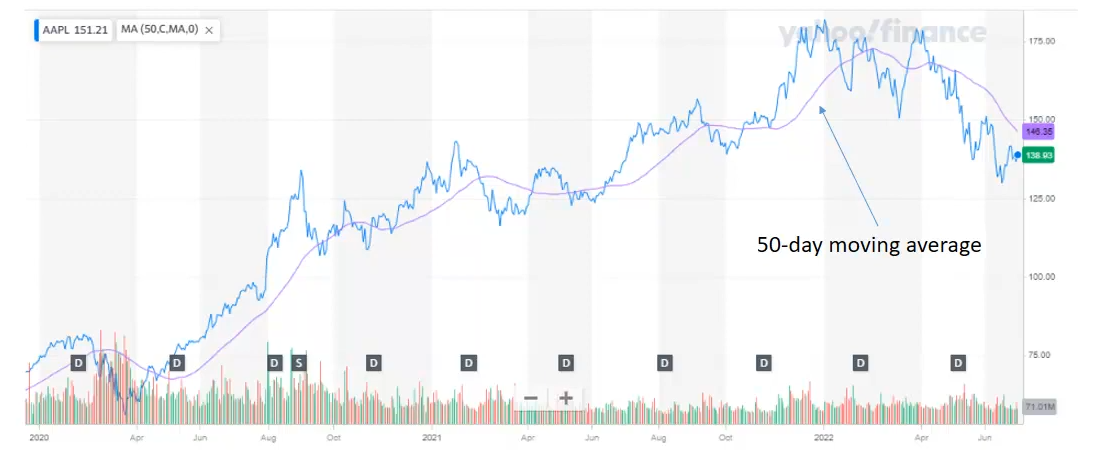 AAPL 151.21 MA (50,C,MA,0) ×
yahoo!finance
175.00
150.00
146.35
138.93
125.00
50-day moving average
100.00
75.00
D D D S D D D D D D D
− +
71.01M
2020 Apr Jun Aug Oct 2021 Apr Jun Aug Oct 2022 Apr Jun